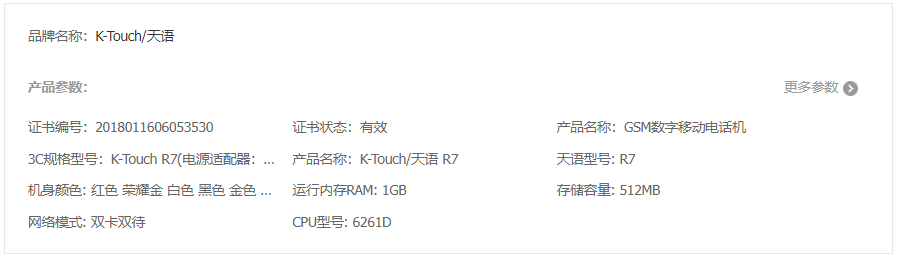 品牌名称：K-Touch/天语
产品参数：
更多参数
证书编号：2018011606053530 证书状态：有效 产品名称：GSM数字移动电话机
3C规格型号：K-Touch R7(电源适配器：... 产品名称：K-Touch/天语 R7 天语型号: R7
机身颜色: 红色 荣耀金 白色 黑色 金色 ... 运行内存RAM: 1GB 存储容量: 512MB
网络模式: 双卡双待 CPU型号: 6261D